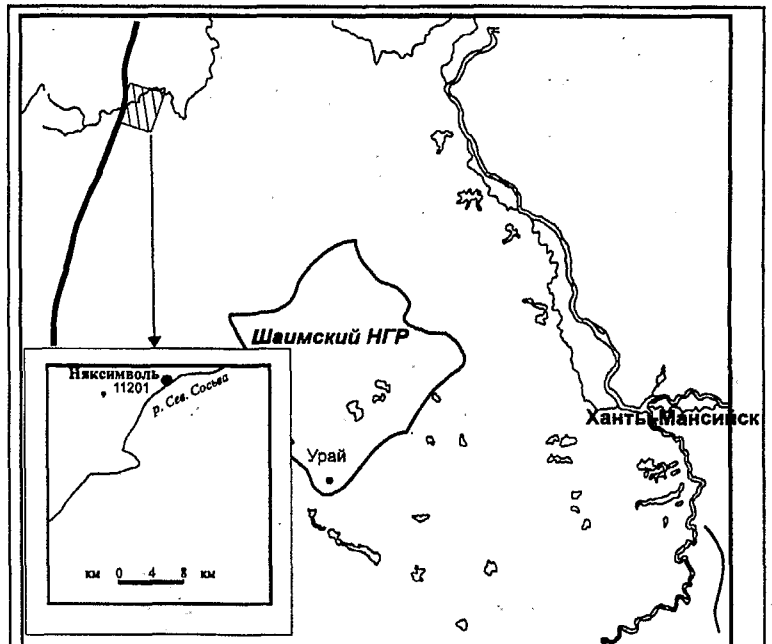 Шаимский НГР
Няксимволь
11201
р. Сев. Сосьва
Ханты-Мансийск
Урай
км 0 4 8 км